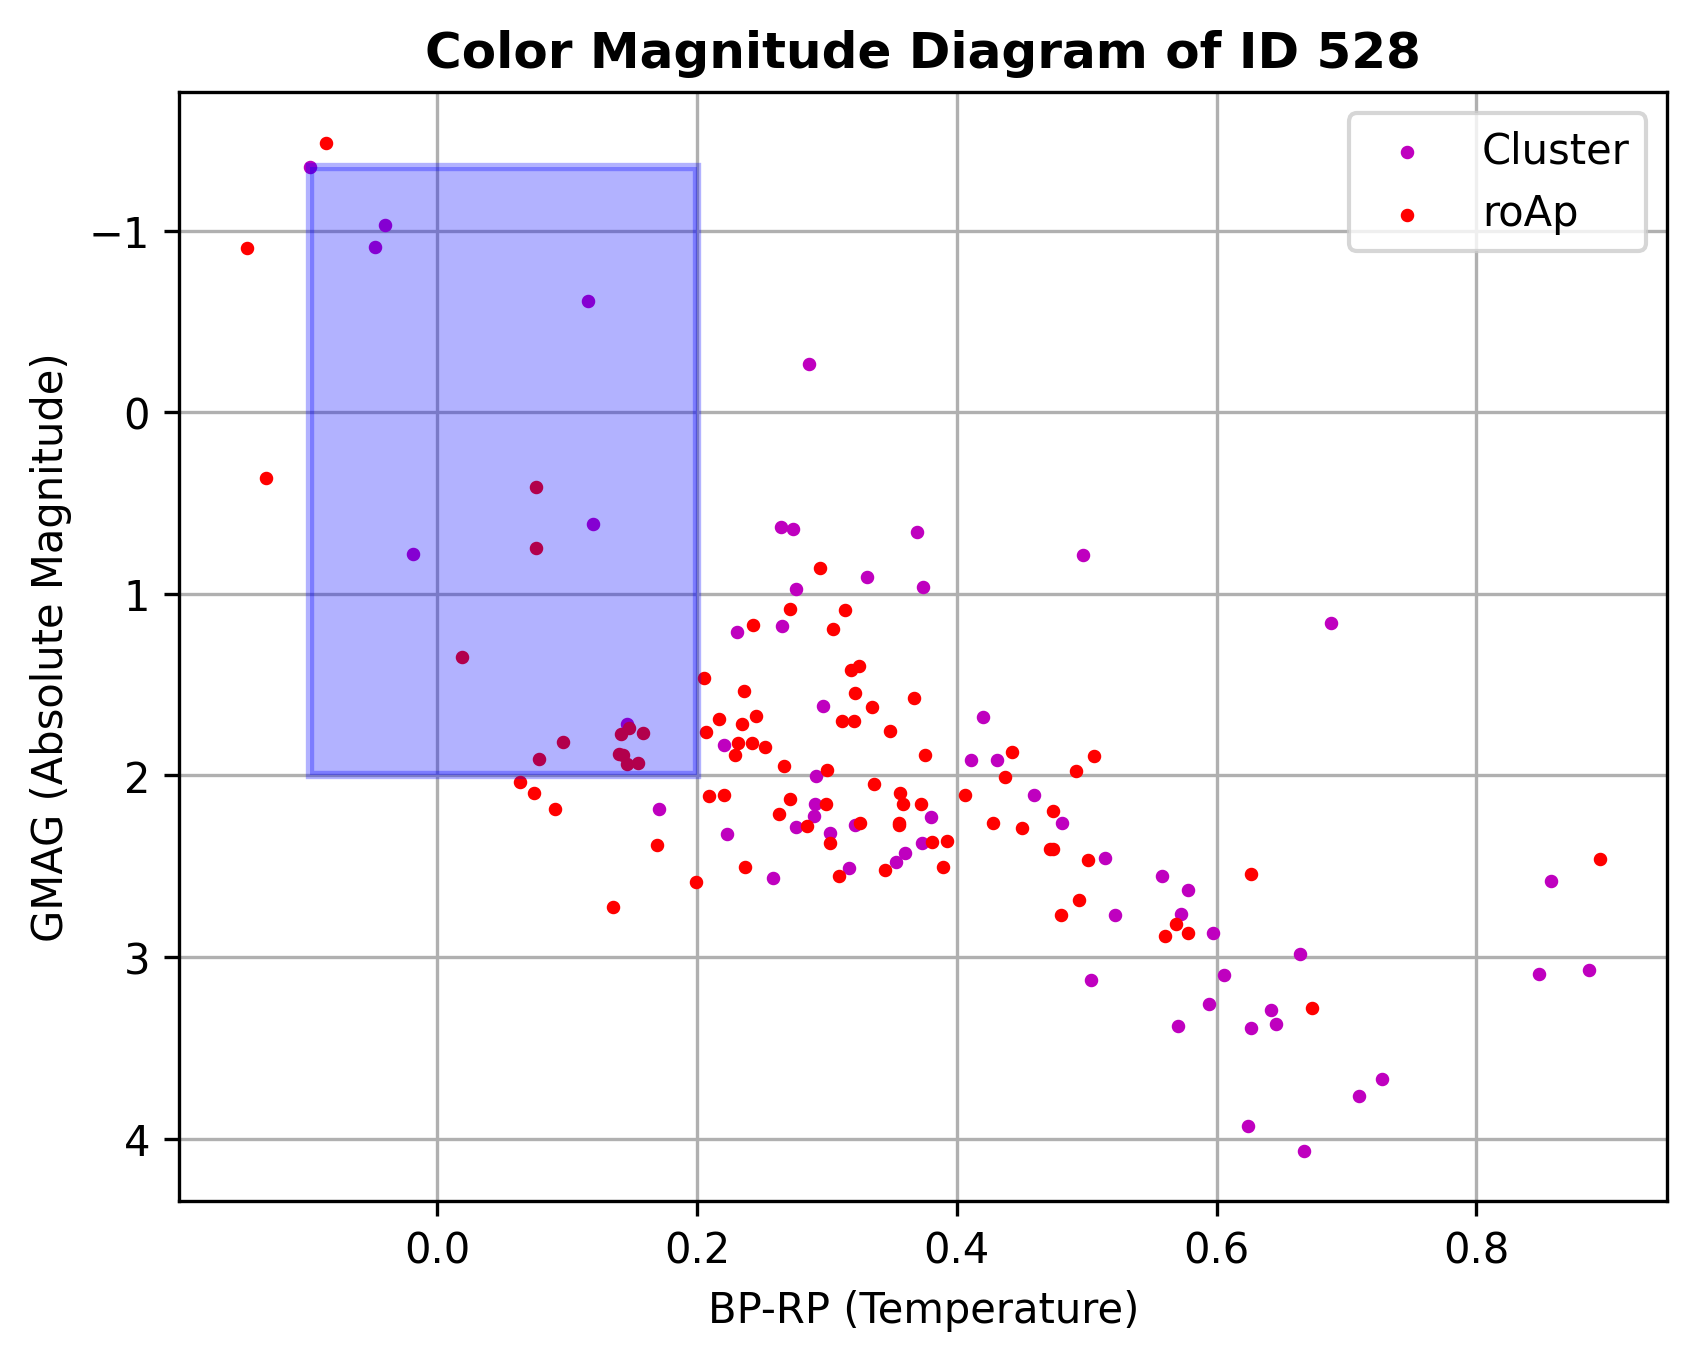 Color Magnitude Diagram of ID 528
Cluster
roAp
GMAG (Absolute Magnitude)
−1
0
1
2
3
4
0.0 0.2 0.4 0.6 0.8
BP-RP (Temperature)